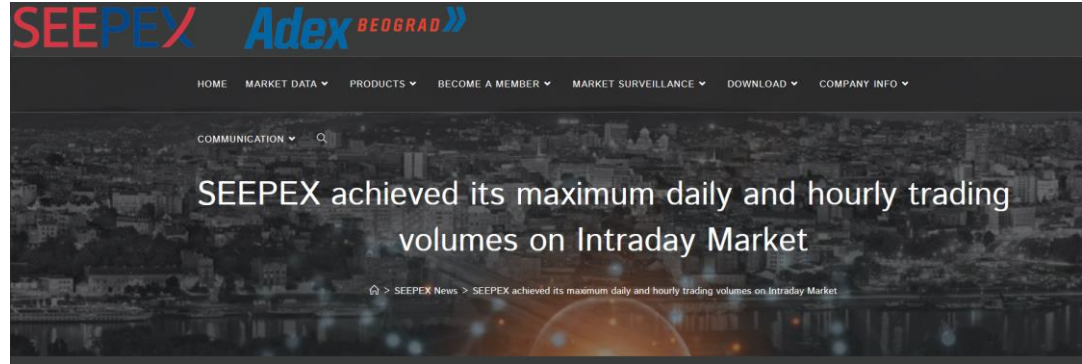 SEEPEX Adex BEOGRAD
HOME MARKET DATA PRODUCTS BECOME A MEMBER MARKET SURVEILLANCE DOWNLOAD COMPANY INFO
COMMUNICATION
SEEPEX achieved its maximum daily and hourly trading
volumes on Intraday Market
> SEEPEX News > SEEPEX achieved its maximum daily and hourly trading volumes on Intraday Market